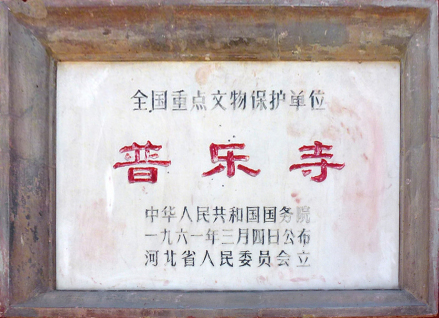 全国重点文物保护单位
普乐寺
中华人民共和国国务院
一九六一年三月四日公布
河北省人民委员会立